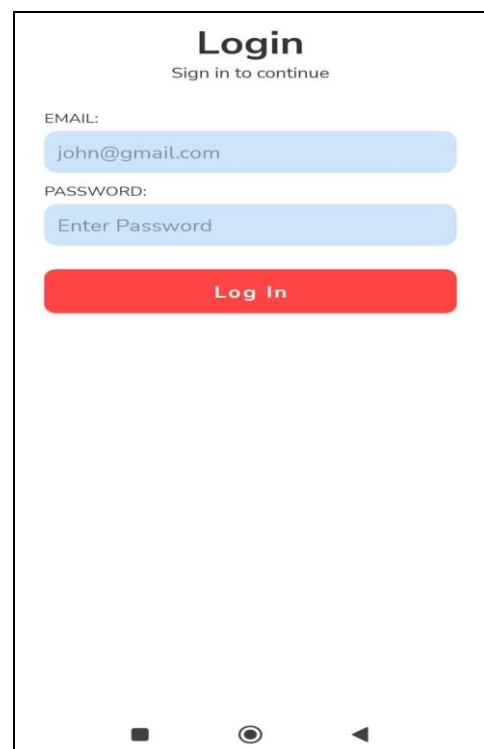 Login
Sign in to continue
EMAIL:
john@gmail.com
PASSWORD:
Enter Password
Log In